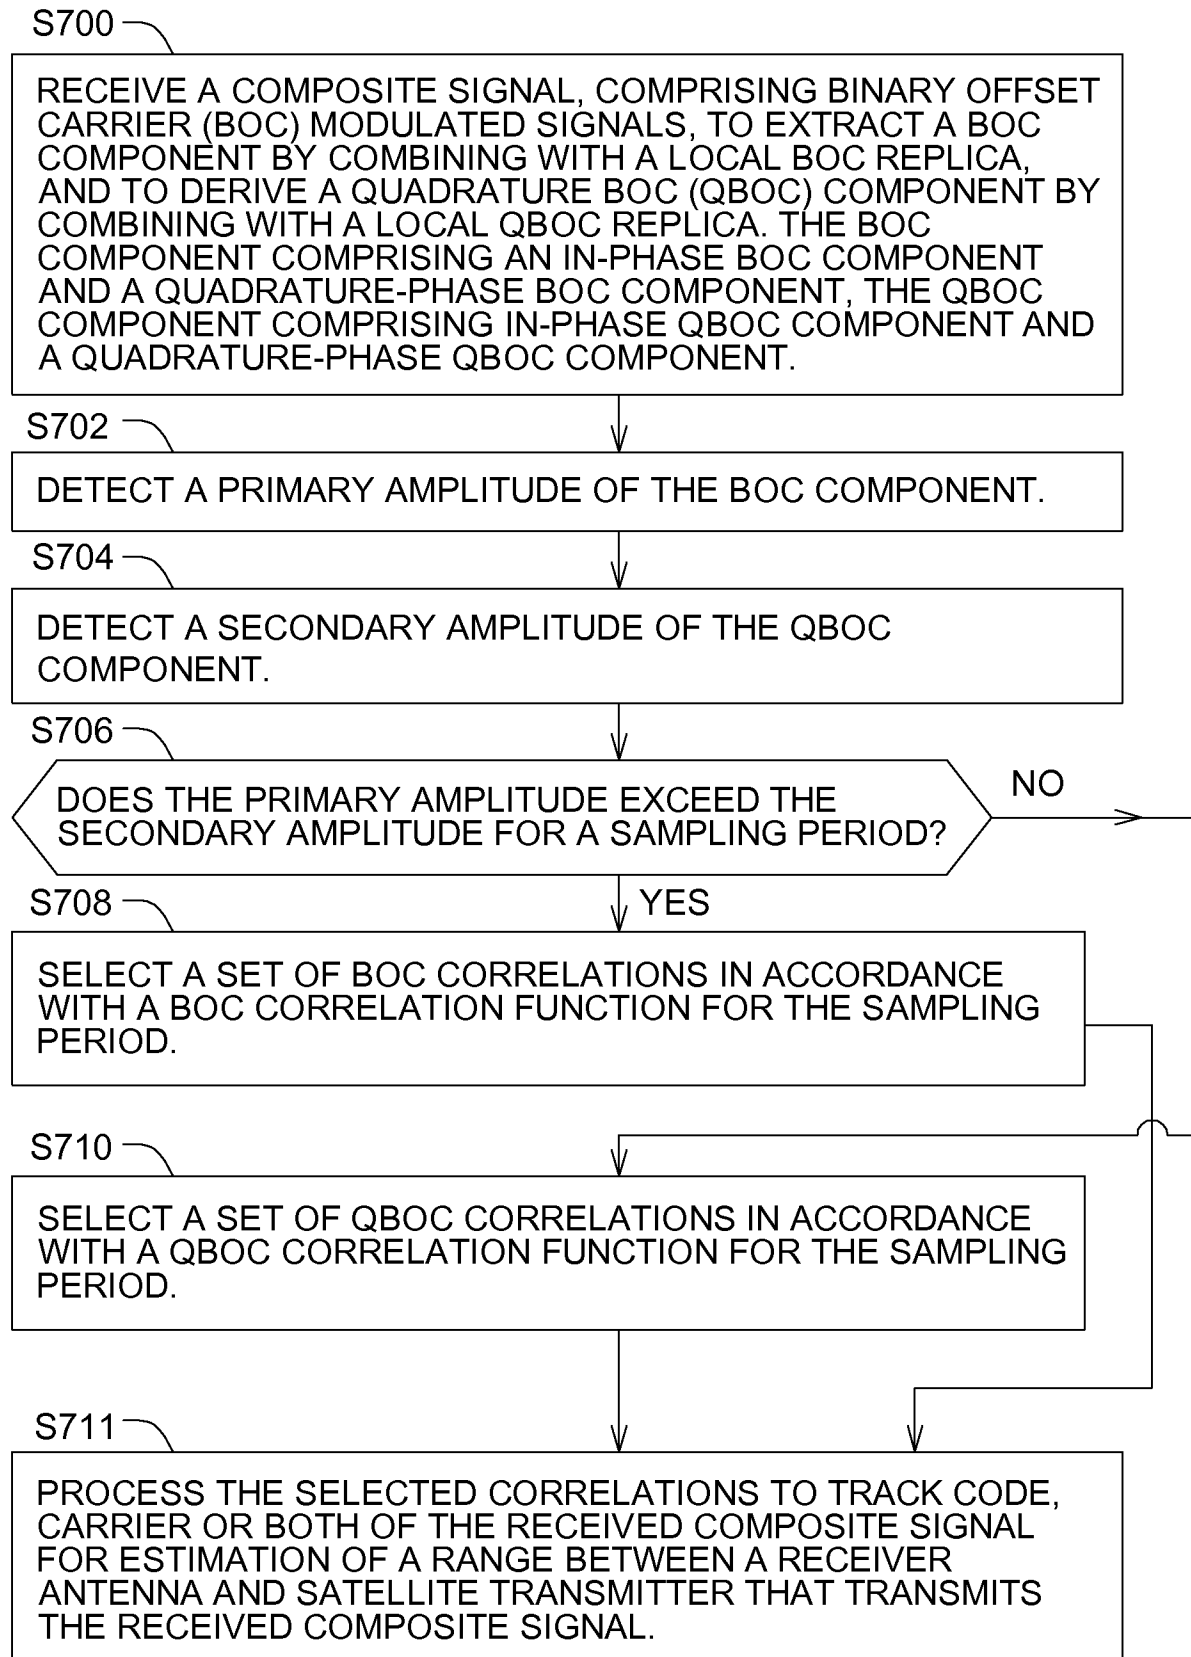 S700
RECEIVE A COMPOSITE SIGNAL, COMPRISING BINARY OFFSET
CARRIER (BOC) MODULATED SIGNALS, TO EXTRACT A BOC
COMPONENT BY COMBINING WITH A LOCAL BOC REPLICA,
AND TO DERIVE A QUADRATURE BOC (QBOC) COMPONENT BY
COMBINING WITH A LOCAL QBOC REPLICA. THE BOC
COMPONENT COMPRISING AN IN-PHASE BOC COMPONENT
AND A QUADRATURE-PHASE BOC COMPONENT, THE QBOC
COMPONENT COMPRISING IN-PHASE QBOC COMPONENT AND
A QUADRATURE-PHASE QBOC COMPONENT.
S702
DETECT A PRIMARY AMPLITUDE OF THE BOC COMPONENT.
S704
DETECT A SECONDARY AMPLITUDE OF THE QBOC
COMPONENT.
S706
DOES THE PRIMARY AMPLITUDE EXCEED THE
SECONDARY AMPLITUDE FOR A SAMPLING PERIOD?
NO
YES
S708
SELECT A SET OF BOC CORRELATIONS IN ACCORDANCE
WITH A BOC CORRELATION FUNCTION FOR THE SAMPLING
PERIOD.
S710
SELECT A SET OF QBOC CORRELATIONS IN ACCORDANCE
WITH A QBOC CORRELATION FUNCTION FOR THE SAMPLING
PERIOD.
S711
PROCESS THE SELECTED CORRELATIONS TO TRACK CODE,
CARRIER OR BOTH OF THE RECEIVED COMPOSITE SIGNAL
FOR ESTIMATION OF A RANGE BETWEEN A RECEIVER
ANTENNA AND SATELLITE TRANSMITTER THAT TRANSMITS
THE RECEIVED COMPOSITE SIGNAL.